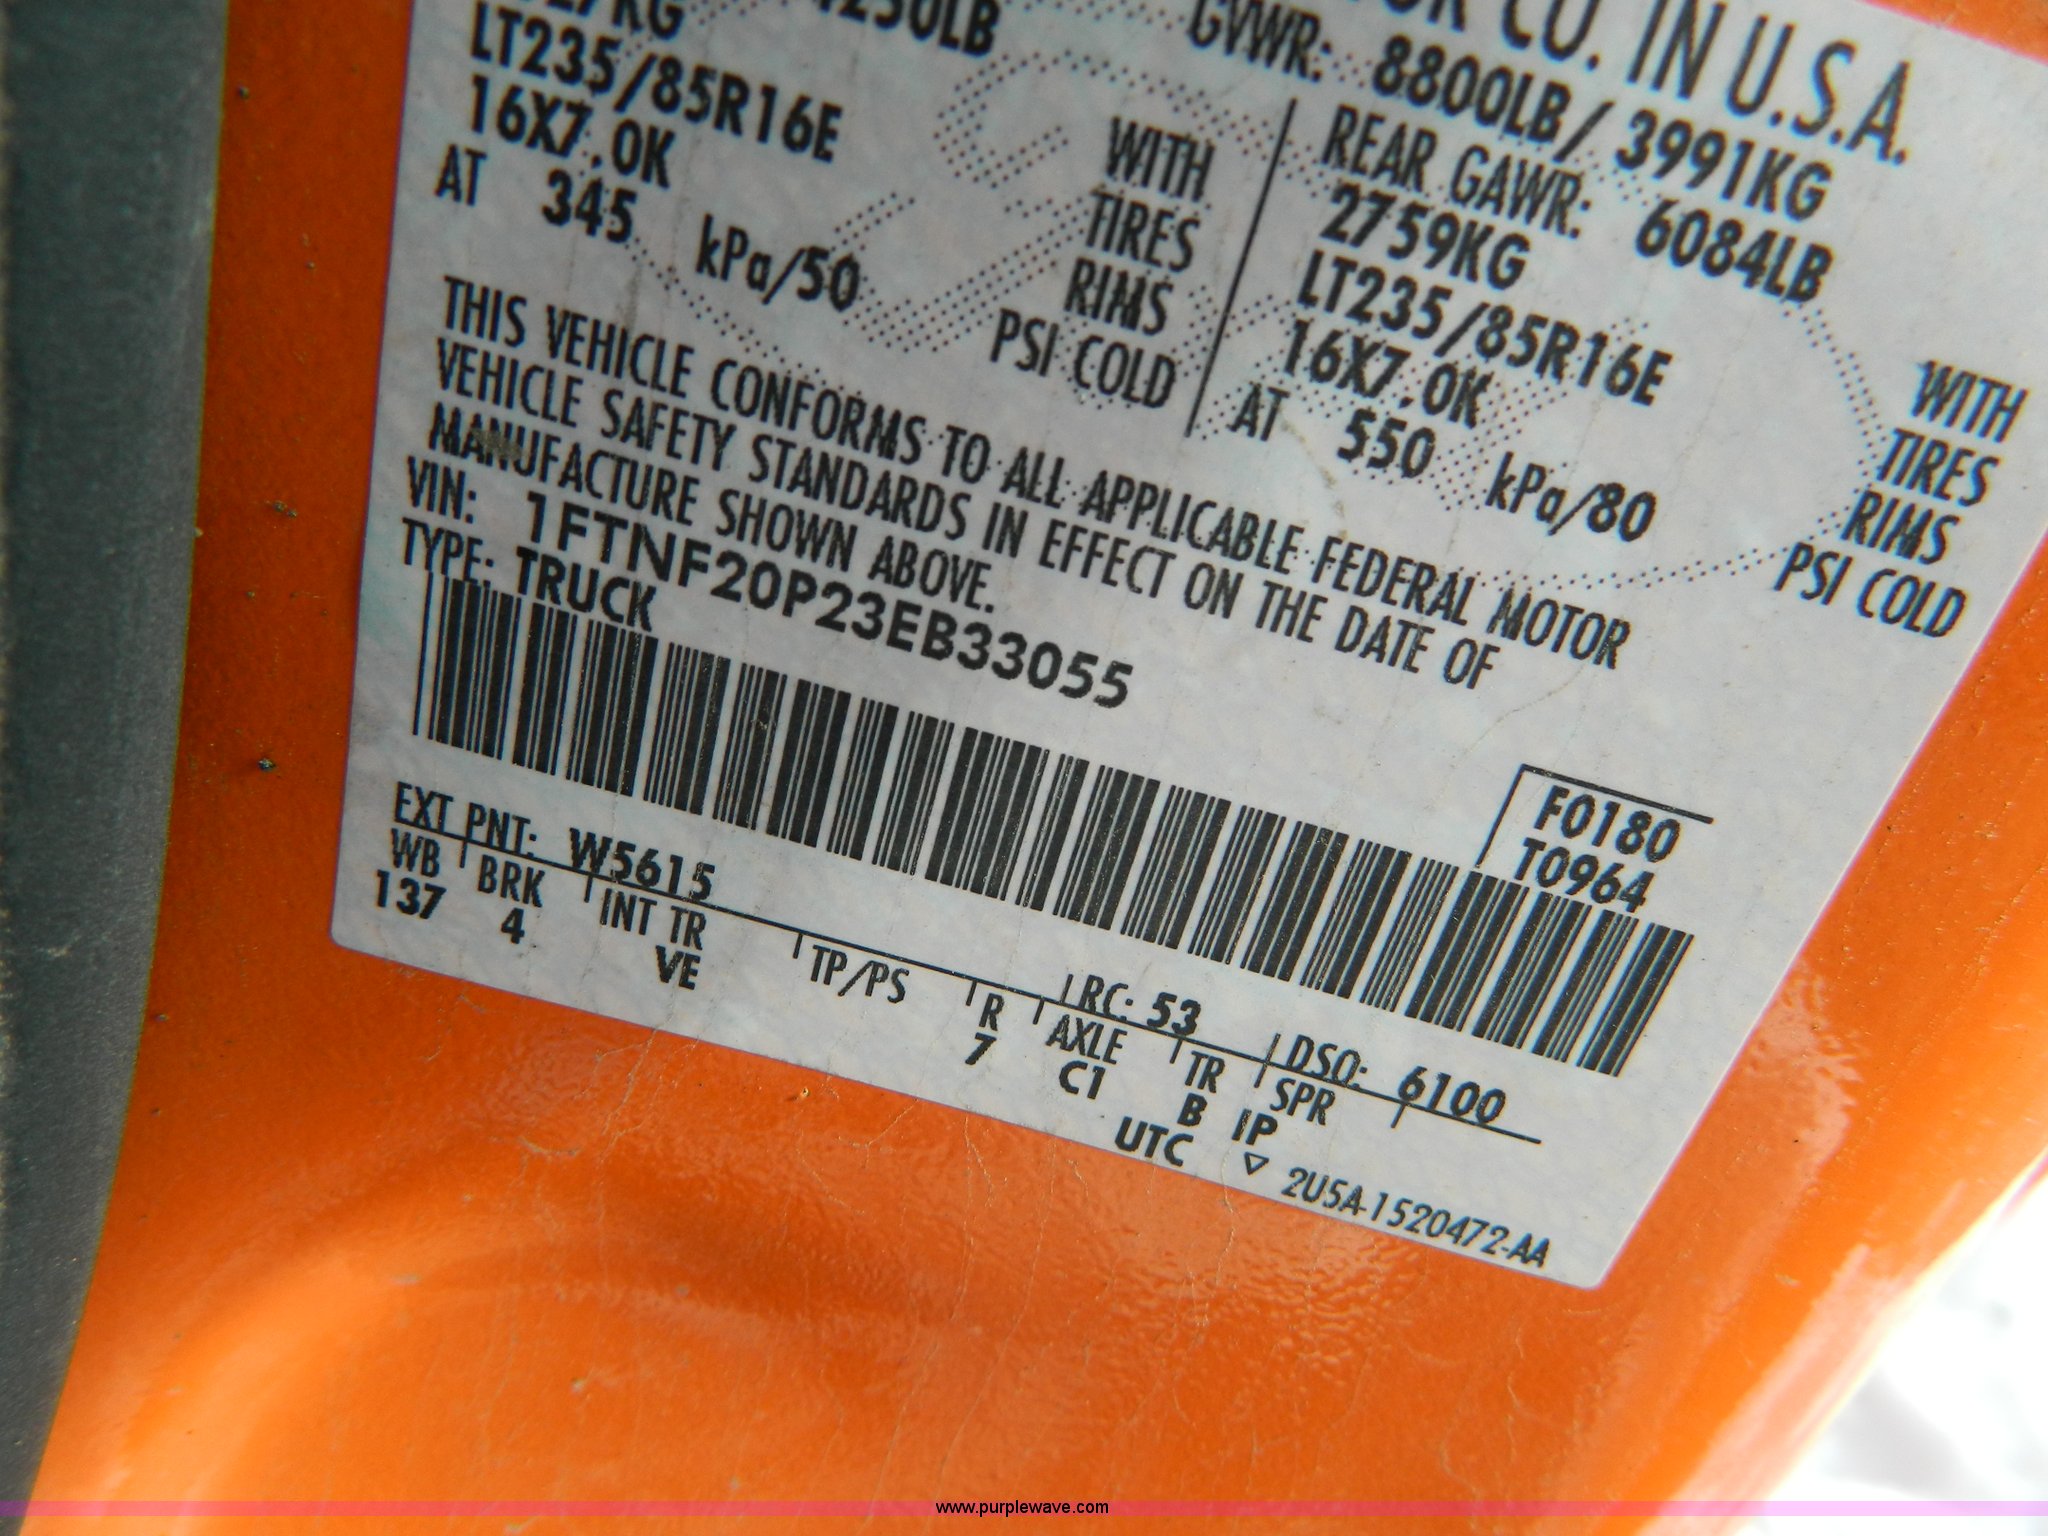 OR CO. IN U.S.A.
GVWR: 8800LB/ 3991KG
27KG 4250LB
LT235/85R16E WITH TIRES
16X7.0K RIMS
AT 345 kPa/50 PSI COLD
REAR GAWR: 6084LB
2759KG WITH
LT235/85R16E TIRES
16X7.0K RIMS
AT 550 kPa/80 PSI COLD
THIS VEHICLE CONFORMS TO ALL APPLICABLE FEDERAL MOTOR
VEHICLE SAFETY STANDARDS IN EFFECT ON THE DATE OF
MANUFACTURE SHOWN ABOVE.
VIN: 1FTNF20P23EB33055
TYPE: TRUCK
F0180
T0964
EXT PNT: W5615 RC: 53 DSO: 6100
WB BRK INT TR TP/PS R AXLE TR SPR
137 4 VE 7 C1 B IP
UTC ▽ 2U5A-1520472-AA
www.purplewave.com